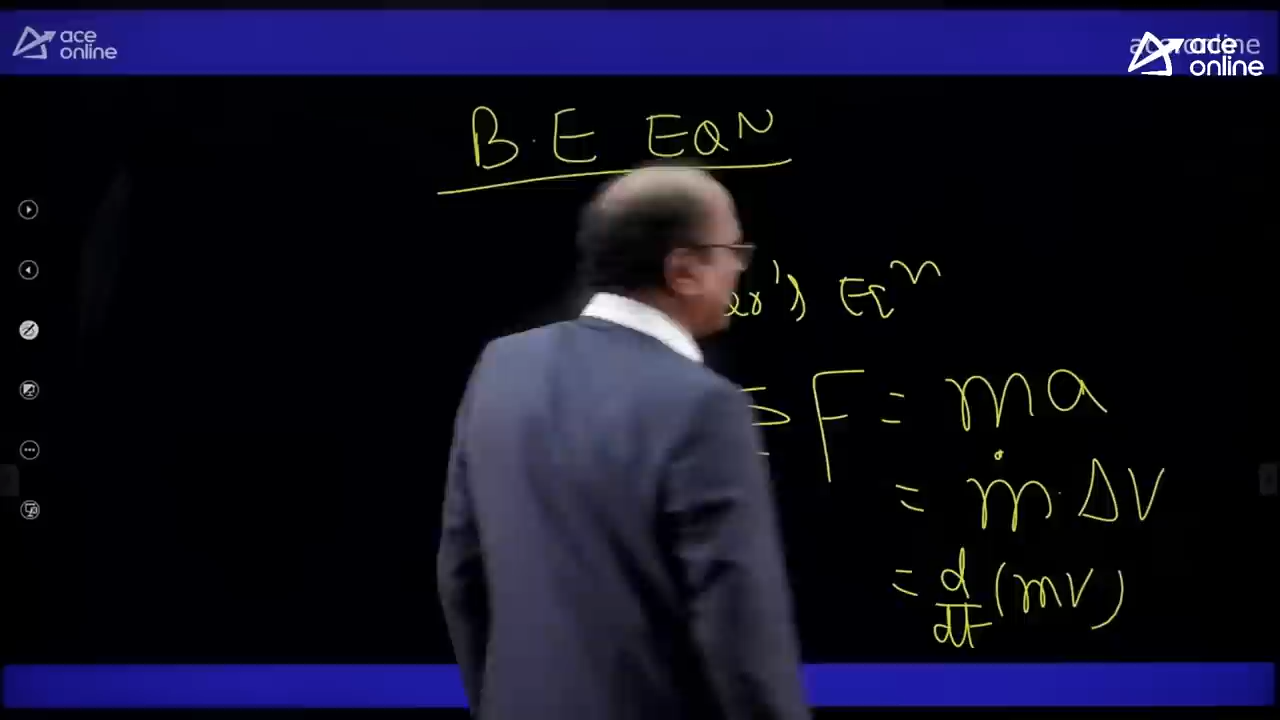 ace online
ace online
B.E EQN
Eqⁿ
Σ F = ma
= ṁ. ΔV
= d/dt (mV)